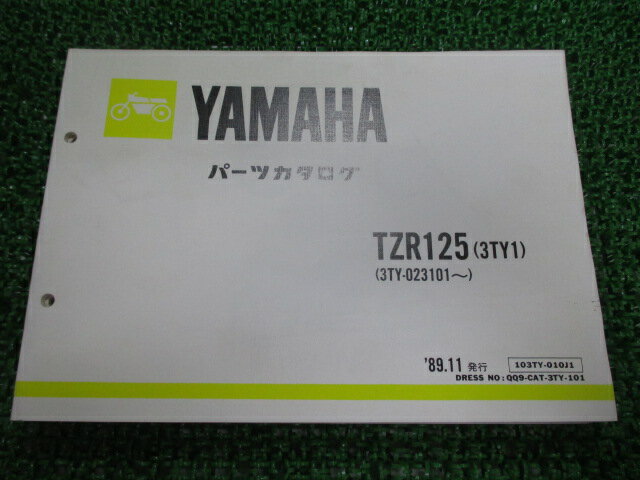 YAMAHA
パーツカタログ
TZR125 (3TY1)
(3TY-023101〜)
'89.11 発行
103TY-010J1
DRESS NO : QQ9-CAT-3TY-101